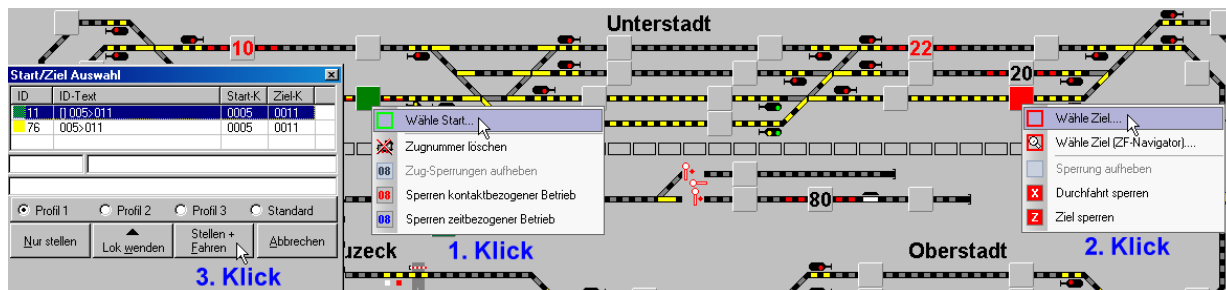 Unterstadt
10
22
20
Start/Ziel Auswahl
ID ID-Text Start-K Ziel-K
11 [] 005>011 0005 0011
76 005>011 0005 0011
Profil 1 Profil 2 Profil 3 Standard
Nur stellen Lok wenden Stellen + Fahren Abbrechen
3. Klick
Wähle Start...
Zugnummer löschen
08 Zug-Sperrungen aufheben
08 Sperren kontaktbezogener Betrieb
08 Sperren zeitbezogener Betrieb
1. Klick
80
Wähle Ziel....
Wähle Ziel (ZF-Navigator)....
Sperrung aufheben
X Durchfahrt sperren
Z Ziel sperren
2. Klick
uzeck
Oberstadt